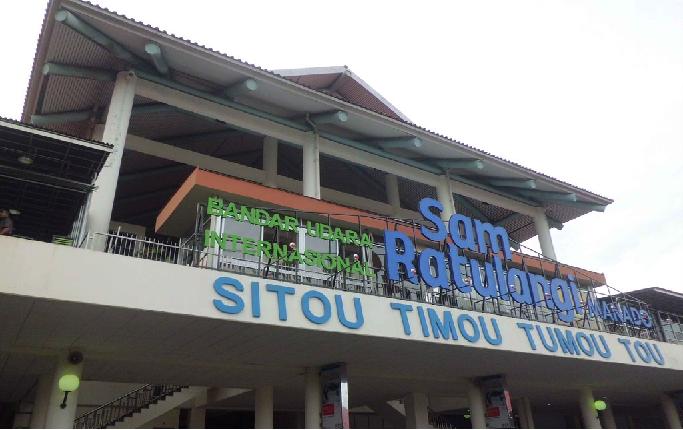 BANDAR UDARA
INTERNASIONAL
Sam
Ratulangi
MANADO
SITOU TIMOU TUMOU TOU